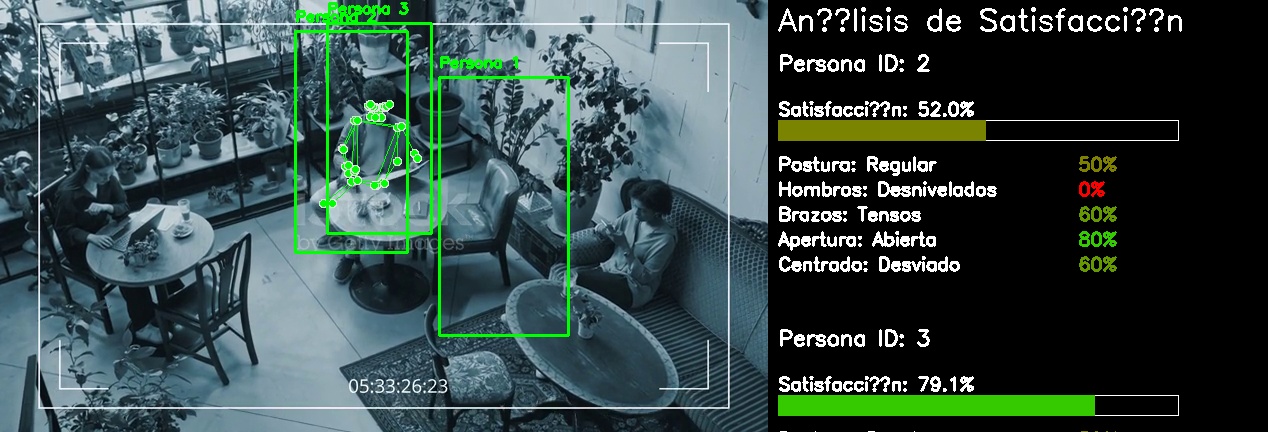 Persona 3
Persona 2
Persona 1
by Getty Images
05:33:26:23
An??lisis de Satisfacci??n
Persona ID: 2
Satisfacci??n: 52.0%
Postura: Regular 50%
Hombros: Desnivelados 0%
Brazos: Tensos 60%
Apertura: Abierta 80%
Centrado: Desviado 60%
Persona ID: 3
Satisfacci??n: 79.1%